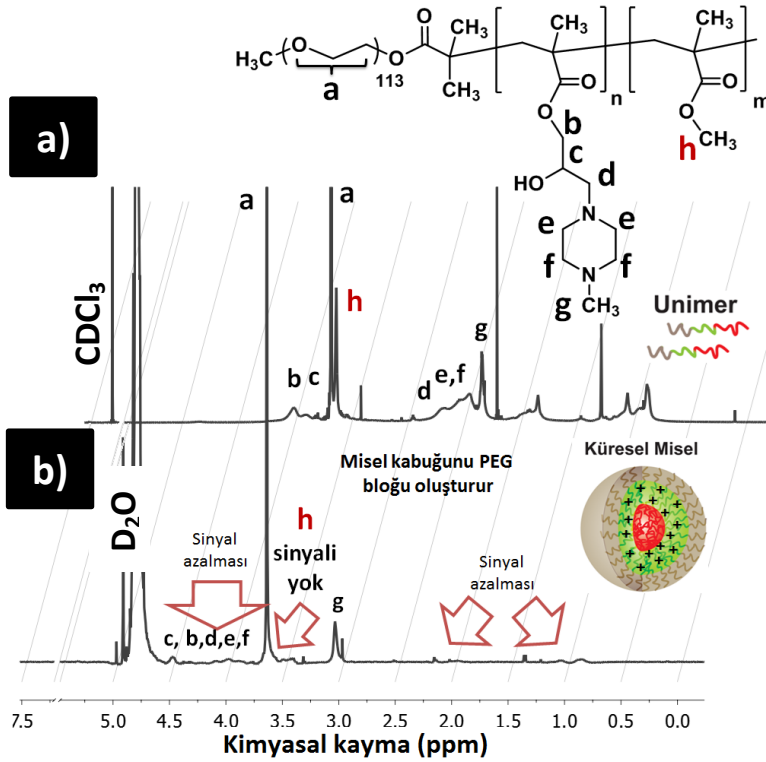 O
O
CH₃
CH₃
H₃C
O
O
113
a
H₃C
CH₃
O
n
O
m
O
O
b
CH₃
h
a)
c
HO
d
a
a
N
e
e
f
f
h
N
CDCl₃
g
CH₃
Unimer
g
b
c
e,f
d
b)
Küresel Misel
Misel kabuğunu PEG
bloğu oluşturur
D₂O
h
Sinyal
azalması
sinyali
yok
Sinyal
azalması
g
c, b,d,e,f
7.5
5.0
4.5
4.0
3.5
3.0
2.5
2.0
1.5
1.0
0.5
0.0
Kimyasal kayma (ppm)